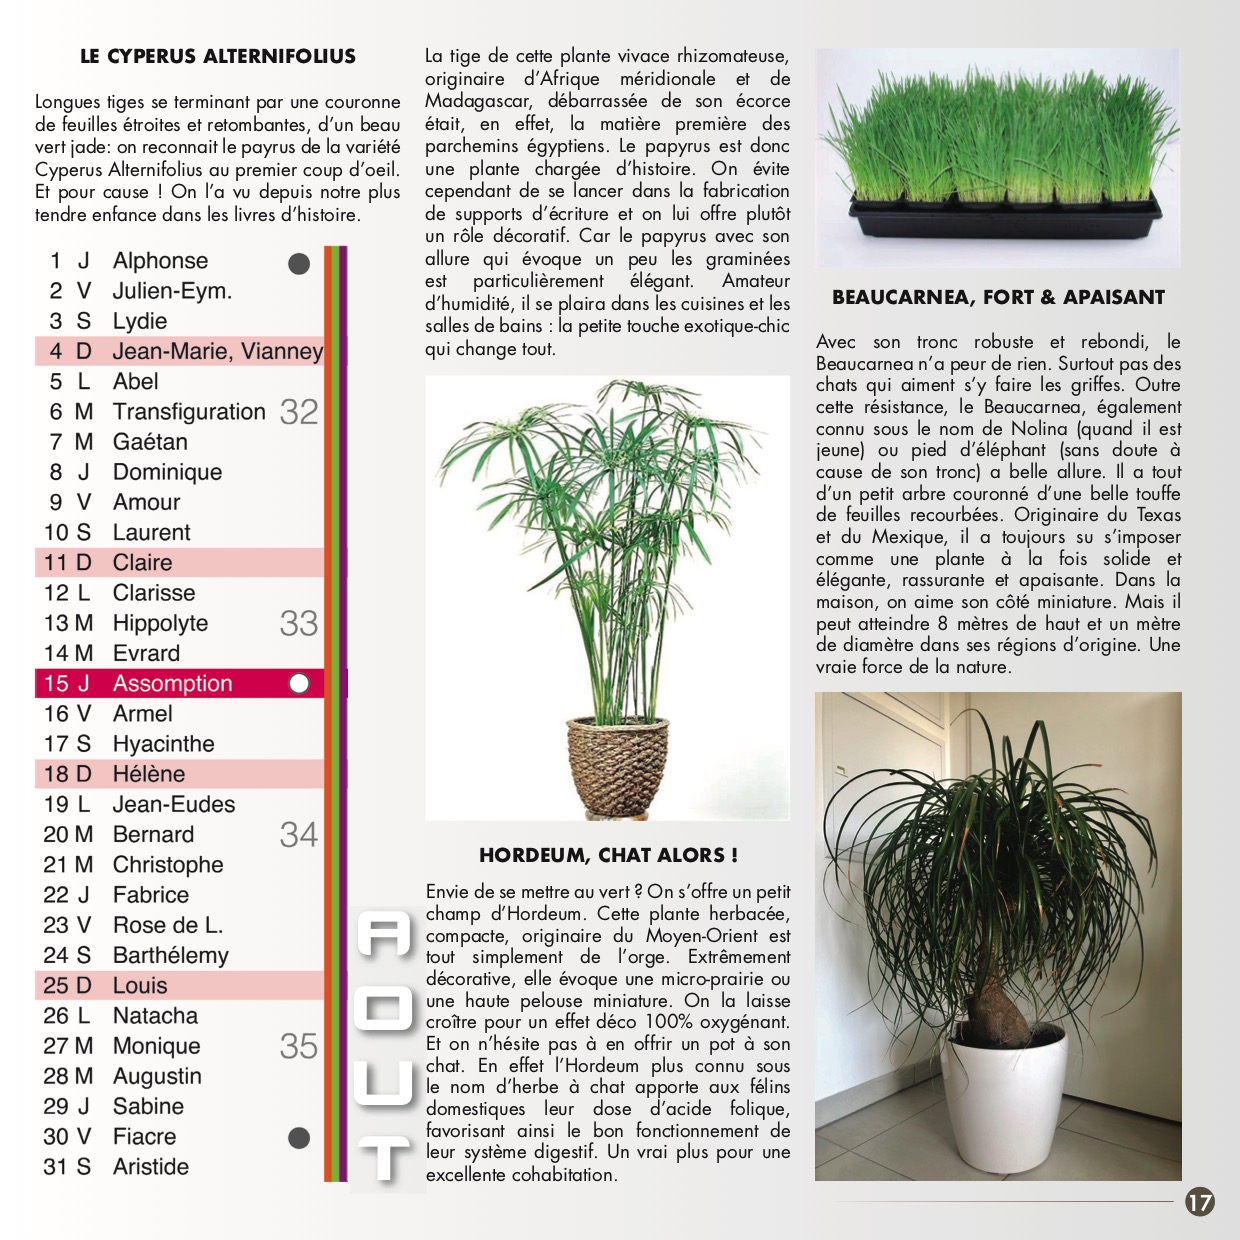 LE CYPERUS ALTERNIFOLIUS
Longues tiges se terminant par une couronne
de feuilles étroites et retombantes, d’un beau
vert jade: on reconnait le payrus de la variété
Cyperus Alternifolius au premier coup d’oeil.
Et pour cause ! On l’a vu depuis notre plus
tendre enfance dans les livres d’histoire.
1 J Alphonse
2 V Julien-Eym.
3 S Lydie
4 D Jean-Marie, Vianney
5 L Abel
6 M Transfiguration 32
7 M Gaétan
8 J Dominique
9 V Amour
10 S Laurent
11 D Claire
12 L Clarisse
13 M Hippolyte 33
14 M Evrard
15 J Assomption
16 V Armel
17 S Hyacinthe
18 D Hélène
19 L Jean-Eudes
20 M Bernard 34
21 M Christophe
22 J Fabrice
23 V Rose de L.
24 S Barthélemy
25 D Louis
26 L Natacha
27 M Monique 35
28 M Augustin
29 J Sabine
30 V Fiacre
31 S Aristide
AOUT
La tige de cette plante vivace rhizomateuse,
originaire d’Afrique méridionale et de
Madagascar, débarrassée de son écorce
était, en effet, la matière première des
parchemins égyptiens. Le papyrus est donc
une plante chargée d’histoire. On évite
cependant de se lancer dans la fabrication
de supports d’écriture et on lui offre plutôt
un rôle décoratif. Car le papyrus avec son
allure qui évoque un peu les graminées
est particulièrement élégant. Amateur
d’humidité, il se plaira dans les cuisines et les
salles de bains : la petite touche exotique-chic
qui change tout.
HORDEUM, CHAT ALORS !
Envie de se mettre au vert ? On s’offre un petit
champ d’Hordeum. Cette plante herbacée,
compacte, originaire du Moyen-Orient est
tout simplement de l’orge. Extrêmement
décorative, elle évoque une micro-prairie ou
une haute pelouse miniature. On la laisse
croître pour un effet déco 100% oxygénant.
Et on n’hésite pas à en offrir un pot à son
chat. En effet l’Hordeum plus connu sous
le nom d’herbe à chat apporte aux félins
domestiques leur dose d’acide folique,
favorisant ainsi le bon fonctionnement de
leur système digestif. Un vrai plus pour une
excellente cohabitation.
BEAUCARNEA, FORT & APAISANT
Avec son tronc robuste et rebondi, le
Beaucarnea n’a peur de rien. Surtout pas des
chats qui aiment s’y faire les griffes. Outre
cette résistance, le Beaucarnea, également
connu sous le nom de Nolina (quand il est
jeune) ou pied d’éléphant (sans doute à
cause de son tronc) a belle allure. Il a tout
d’un petit arbre couronné d’une belle touffe
de feuilles recourbées. Originaire du Texas
et du Mexique, il a toujours su s’imposer
comme une plante à la fois solide et
élégante, rassurante et apaisante. Dans la
maison, on aime son côté miniature. Mais il
peut atteindre 8 mètres de haut et un mètre
de diamètre dans ses régions d’origine. Une
vraie force de la nature.
17